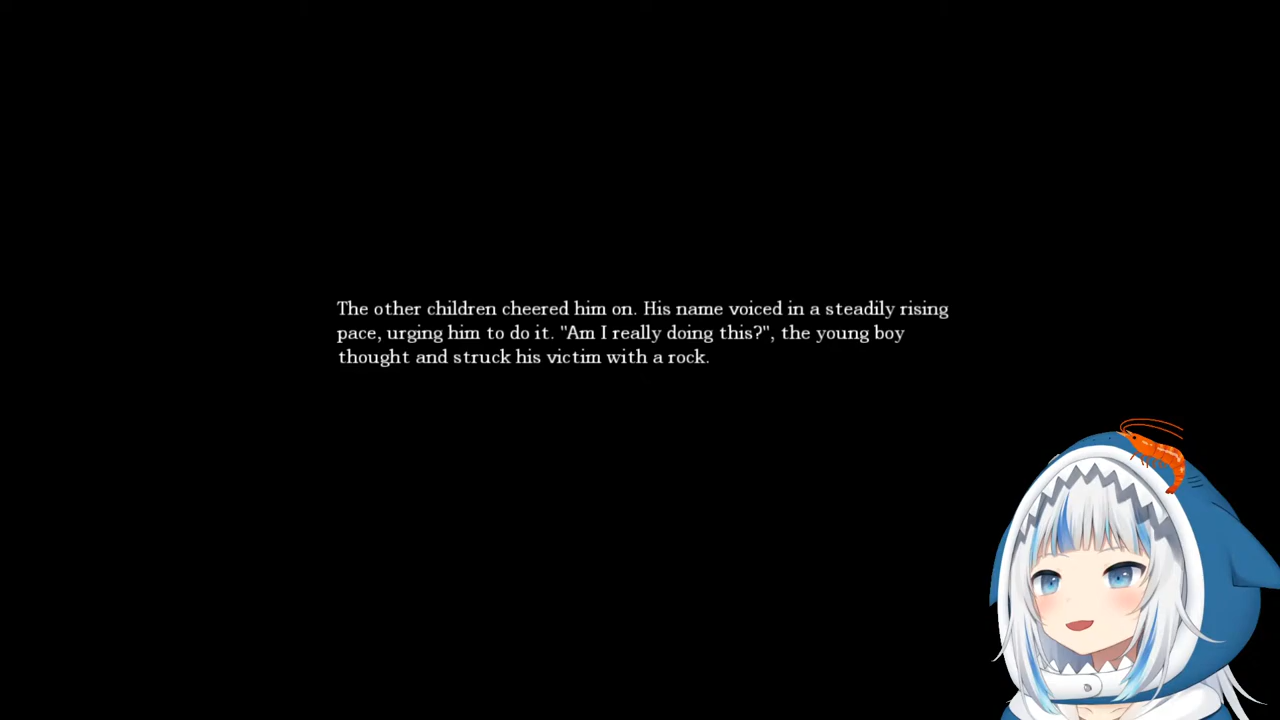 The other children cheered him on. His name voiced in a steadily rising
pace, urging him to do it. "Am I really doing this?", the young boy
thought and struck his victim with a rock.